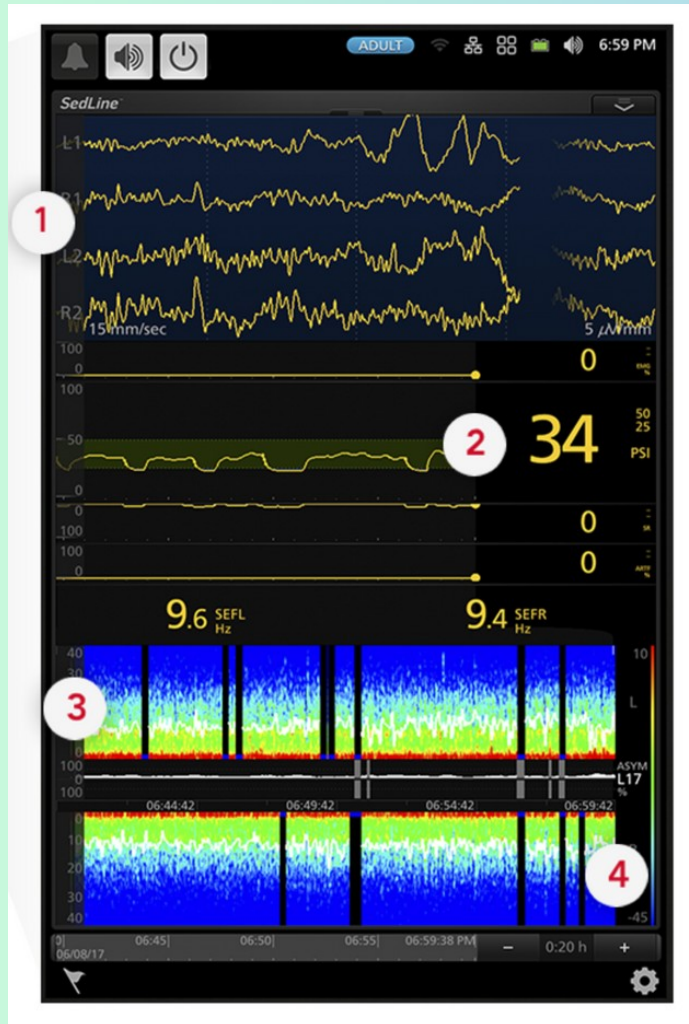 ADULT 6:59 PM
SedLine
L1
1
R1
L2
R2
15 mm/sec 5 µV/mm
100
0
0 EMG
%
100
50
0
2
34
50
25
PSI
0
100
0 SR
100
0
0 ARTF
%
9.6 SEFL
Hz
9.4 SEFR
Hz
40
30
3
0
10
L
100
100
ASYM
L17
%
06:44:42 06:49:42 06:54:42 06:59:42
0
10
20
30
40
4
-45
06:45 06:50 06:55 06:59:38 PM
06/08/17
– 0:20 h +